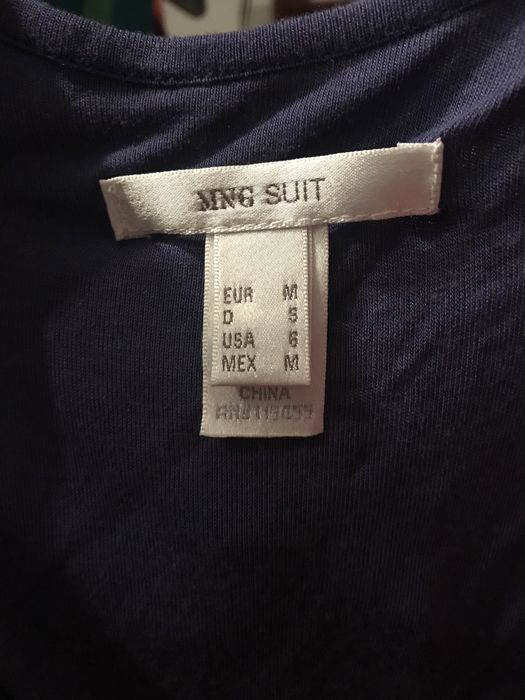 MNG SUIT
EUR M
D S
USA 6
MEX M
CHINA